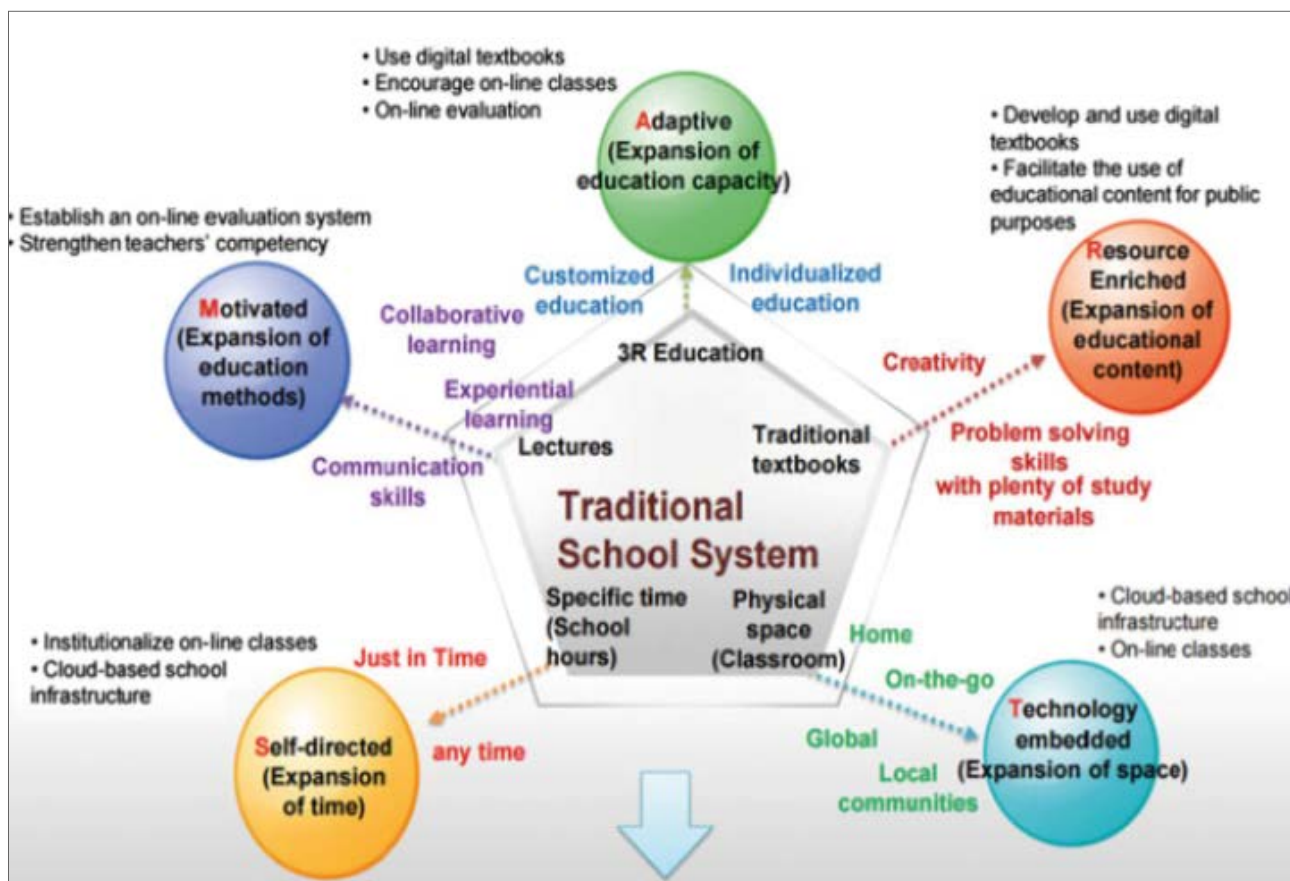 • Use digital textbooks
• Encourage on-line classes
• On-line evaluation
Adaptive
(Expansion of
education capacity)
• Develop and use digital
textbooks
• Facilitate the use of
educational content for public
purposes
• Establish an on-line evaluation system
• Strengthen teachers' competency
Motivated
(Expansion of
education
methods)
Resource
Enriched
(Expansion of
educational
content)
Customized
education
Individualized
education
Collaborative
learning
3R Education
Creativity
Experiential
learning
Lectures
Traditional
textbooks
Communication
skills
Problem solving
skills
with plenty of study
materials
Traditional
School System
Specific time
(School
hours)
Physical
space
(Classroom)
• Institutionalize on-line classes
• Cloud-based school
infrastructure
Just in Time
any time
Self-directed
(Expansion
of time)
Home
On-the-go
Global
Local
communities
• Cloud-based school
infrastructure
• On-line classes
Technology
embedded
(Expansion of space)